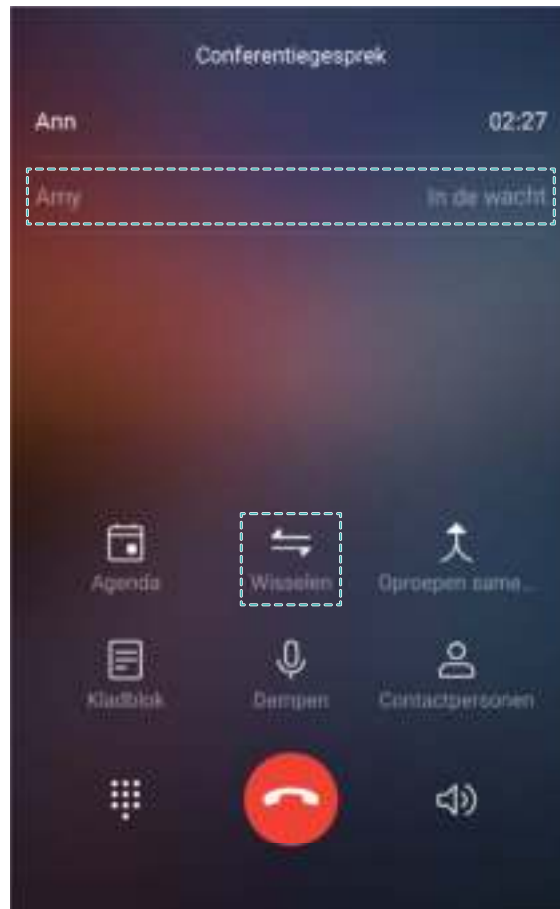 Conferentiegesprek
Ann 02:27
Amy In de wacht
Agenda Wisselen Oproepen same...
Kladblok Dempen Contactpersonen